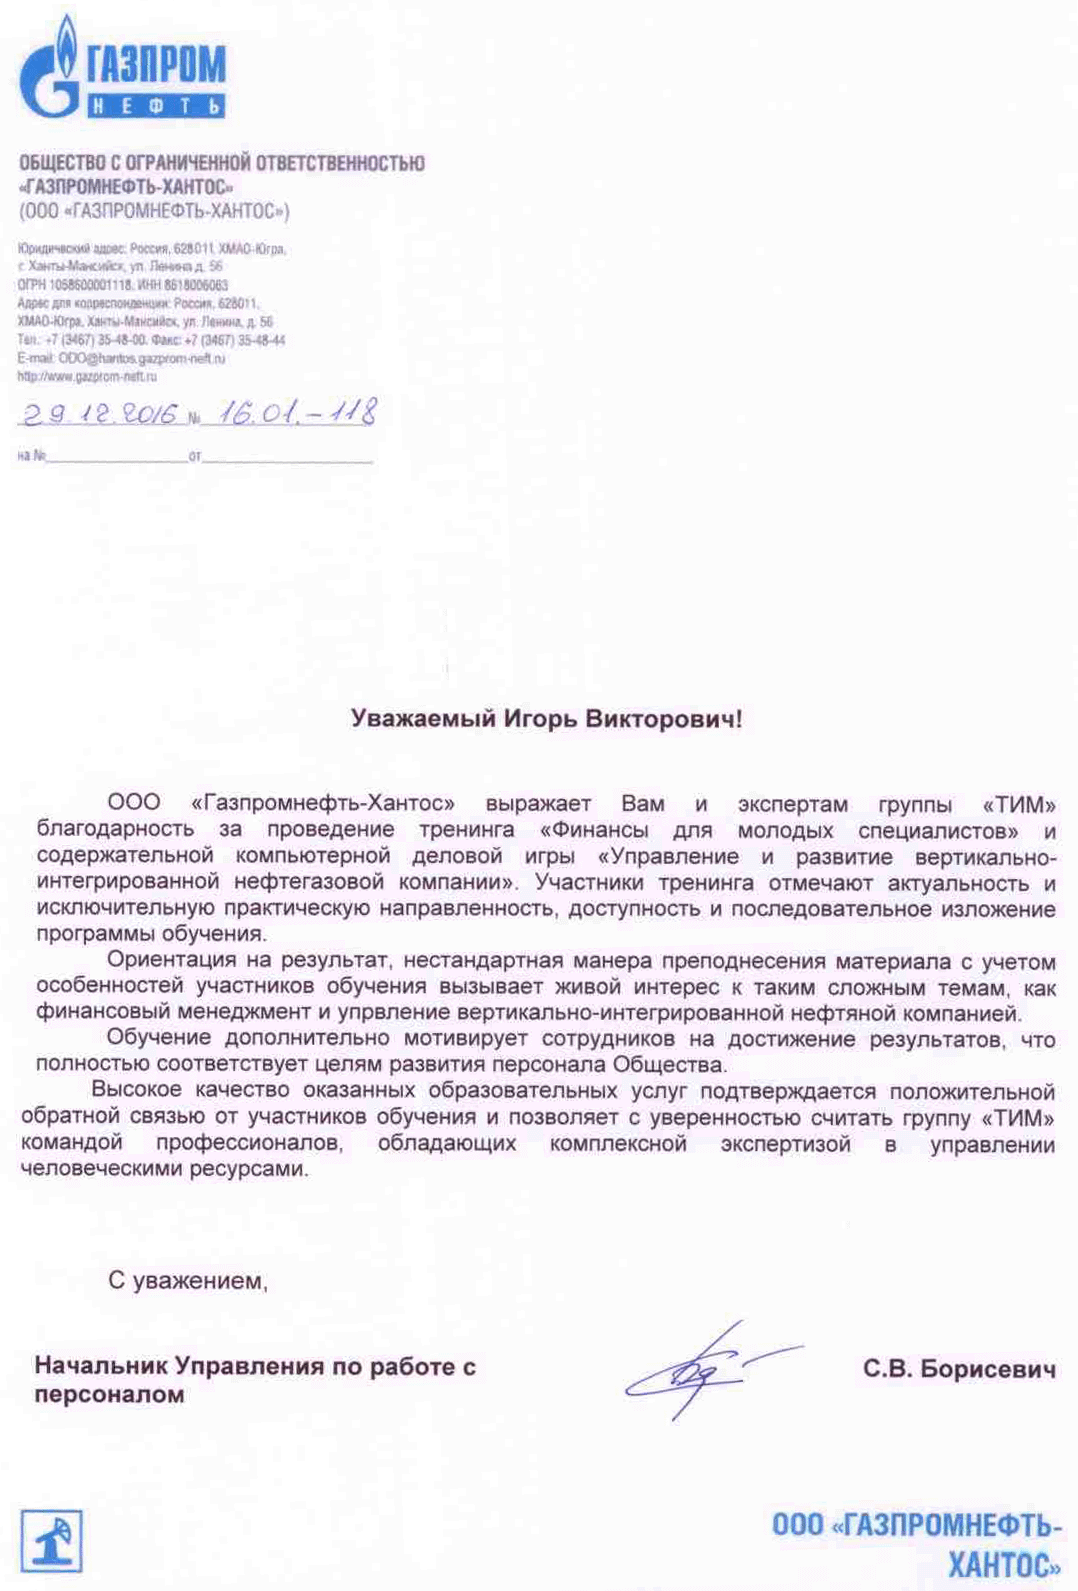 ГАЗПРОМ
НЕФТЬ
ОБЩЕСТВО С ОГРАНИЧЕННОЙ ОТВЕТСТВЕННОСТЬЮ
«ГАЗПРОМНЕФТЬ-ХАНТОС»
(ООО «ГАЗПРОМНЕФТЬ-ХАНТОС»)
Юридический адрес: Россия, 628011, ХМАО-Югра,
г. Ханты-Мансийск, ул. Ленина д. 56
ОГРН 1058600001118, ИНН 8618006063
Адрес для корреспонденции: Россия, 628011,
ХМАО-Югра, Ханты-Мансийск, ул. Ленина, д. 56
Тел.: +7 (3467) 35-48-00. Факс: +7 (3467) 35-48-44
E-mail: ODO@hantos.gazprom-neft.ru
http://www.gazprom-neft.ru
29.12.2016 № 16.01.-118
на № от
Уважаемый Игорь Викторович!
ООО «Газпромнефть-Хантос» выражает Вам и экспертам группы «ТИМ»
благодарность за проведение тренинга «Финансы для молодых специалистов» и
содержательной компьютерной деловой игры «Управление и развитие вертикально-
интегрированной нефтегазовой компании». Участники тренинга отмечают актуальность и
исключительную практическую направленность, доступность и последовательное изложение
программы обучения.
Ориентация на результат, нестандартная манера преподнесения материала с учетом
особенностей участников обучения вызывает живой интерес к таким сложным темам, как
финансовый менеджмент и упрвление вертикально-интегрированной нефтяной компанией.
Обучение дополнительно мотивирует сотрудников на достижение результатов, что
полностью соответствует целям развития персонала Общества.
Высокое качество оказанных образовательных услуг подтверждается положительной
обратной связью от участников обучения и позволяет с уверенностью считать группу «ТИМ»
командой профессионалов, обладающих комплексной экспертизой в управлении
человеческими ресурсами.
С уважением,
Начальник Управления по работе с
персоналом
С.В. Борисевич
ООО «ГАЗПРОМНЕФТЬ-
ХАНТОС»